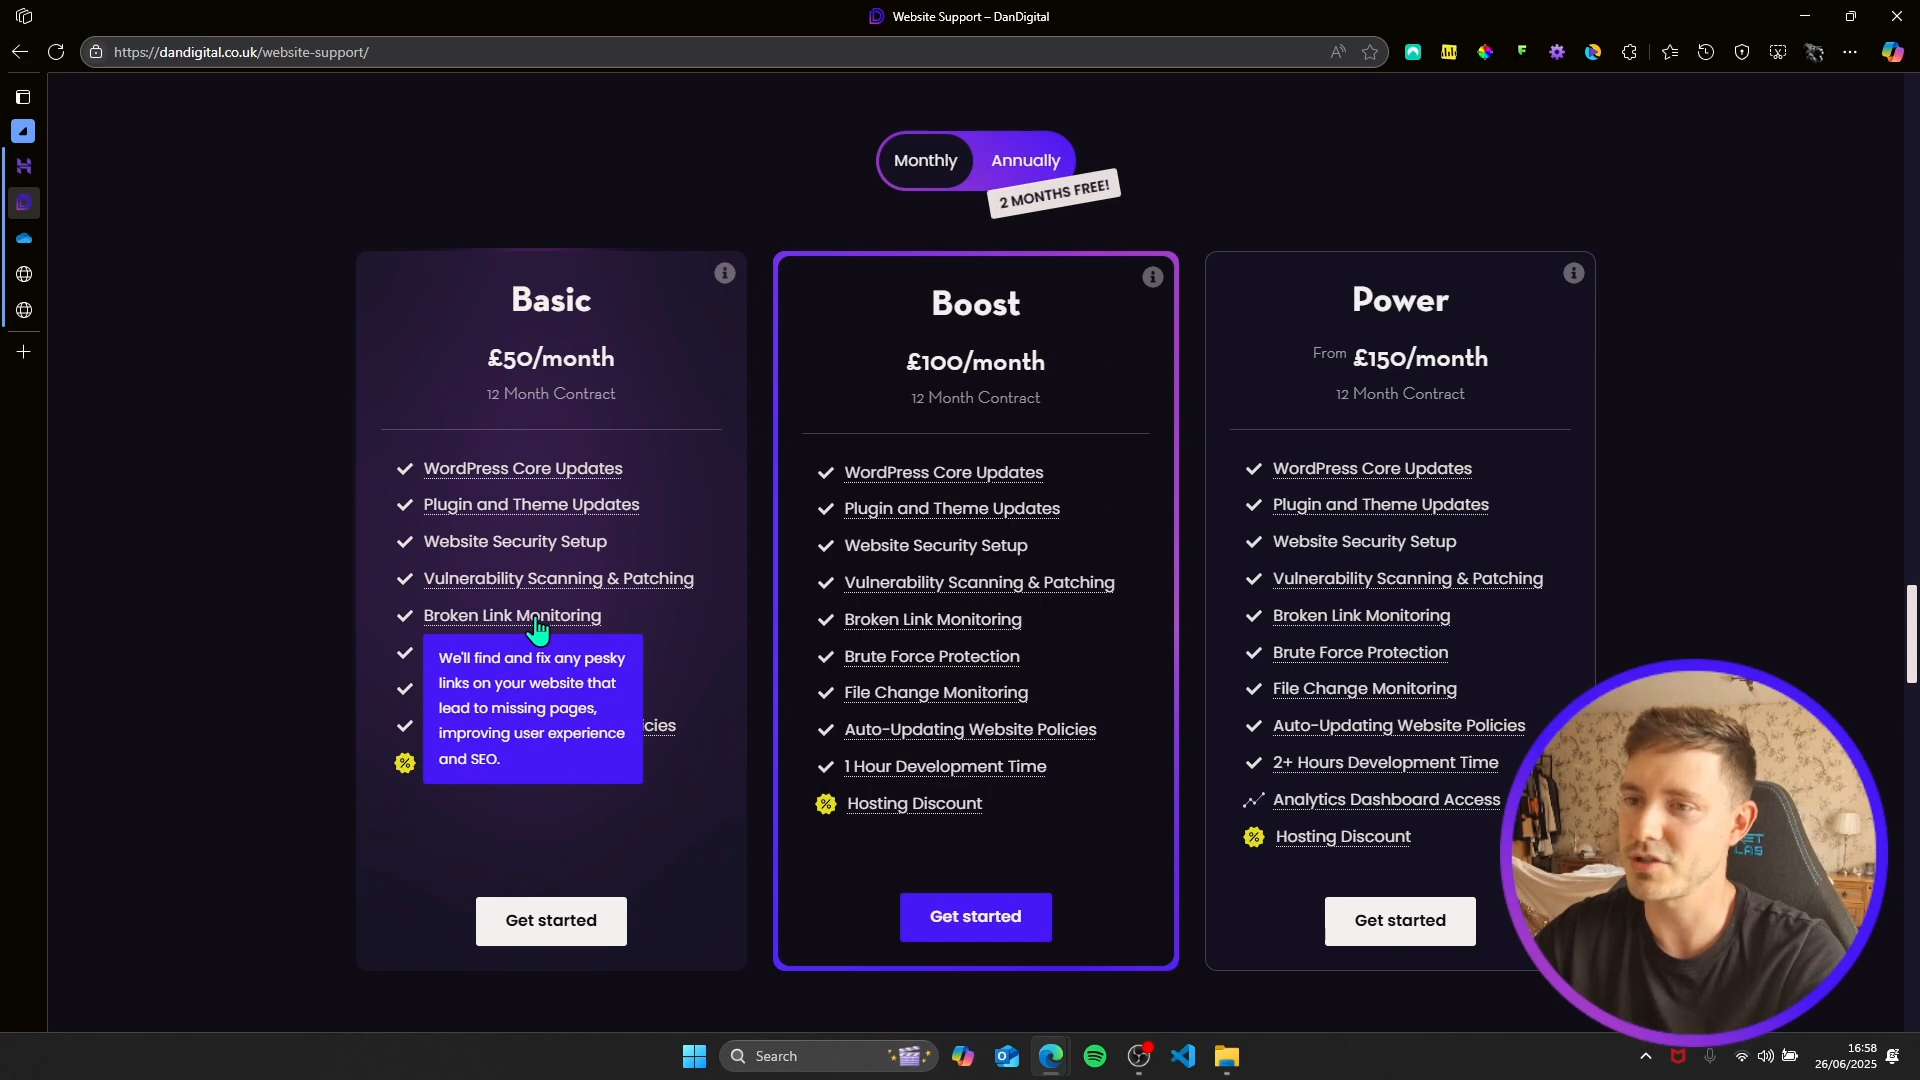 Website Support – DanDigital
https://dandigital.co.uk/website-support/
Monthly
Annually
2 MONTHS FREE!
Basic
£50/month
12 Month Contract
WordPress Core Updates
Plugin and Theme Updates
Website Security Setup
Vulnerability Scanning & Patching
Broken Link Monitoring
We'll find and fix any pesky
links on your website that
lead to missing pages,
improving user experience
and SEO.
icies
Get started
Boost
£100/month
12 Month Contract
WordPress Core Updates
Plugin and Theme Updates
Website Security Setup
Vulnerability Scanning & Patching
Broken Link Monitoring
Brute Force Protection
File Change Monitoring
Auto-Updating Website Policies
1 Hour Development Time
Hosting Discount
Get started
Power
From £150/month
12 Month Contract
WordPress Core Updates
Plugin and Theme Updates
Website Security Setup
Vulnerability Scanning & Patching
Broken Link Monitoring
Brute Force Protection
File Change Monitoring
Auto-Updating Website Policies
2+ Hours Development Time
Analytics Dashboard Access
Hosting Discount
Get started
Search
16:58
26/06/2025